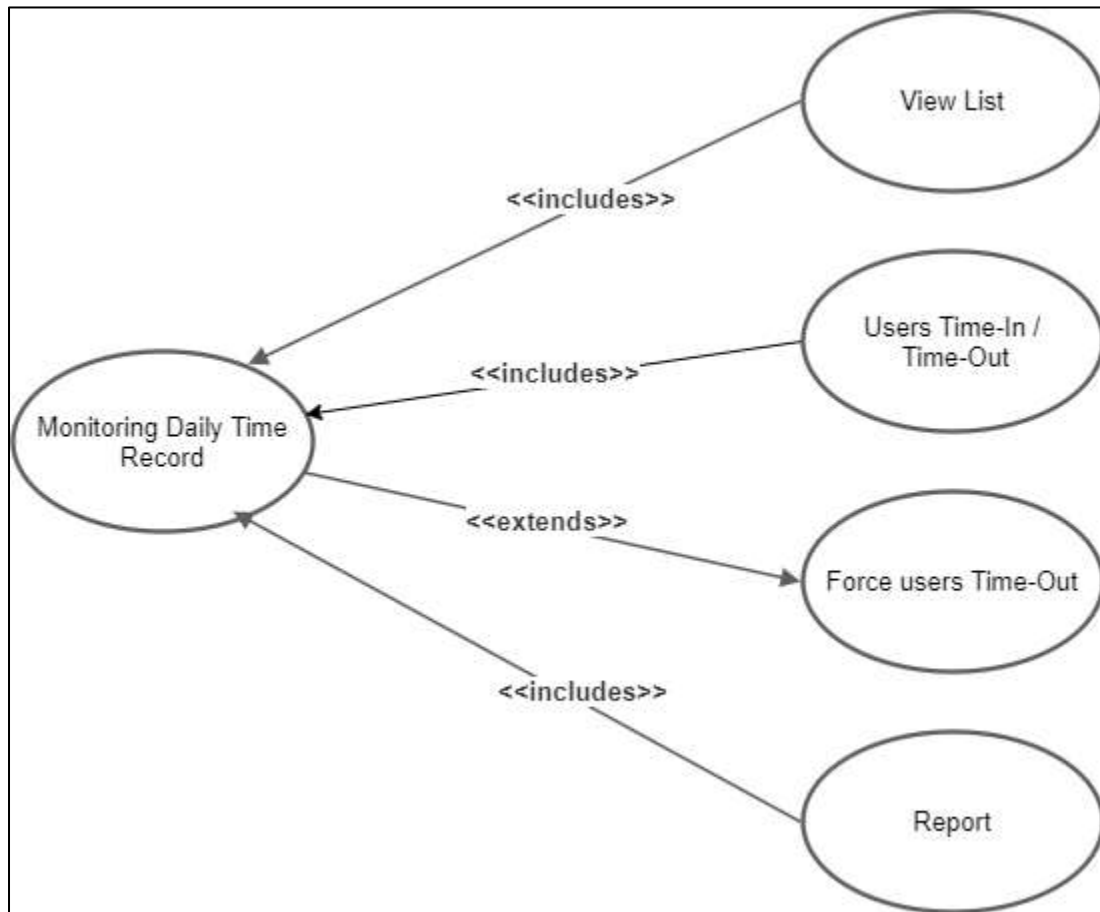 View List
<<includes>>
Users Time-In /
Time-Out
<<includes>>
Monitoring Daily Time
Record
<<extends>>
Force users Time-Out
<<includes>>
Report